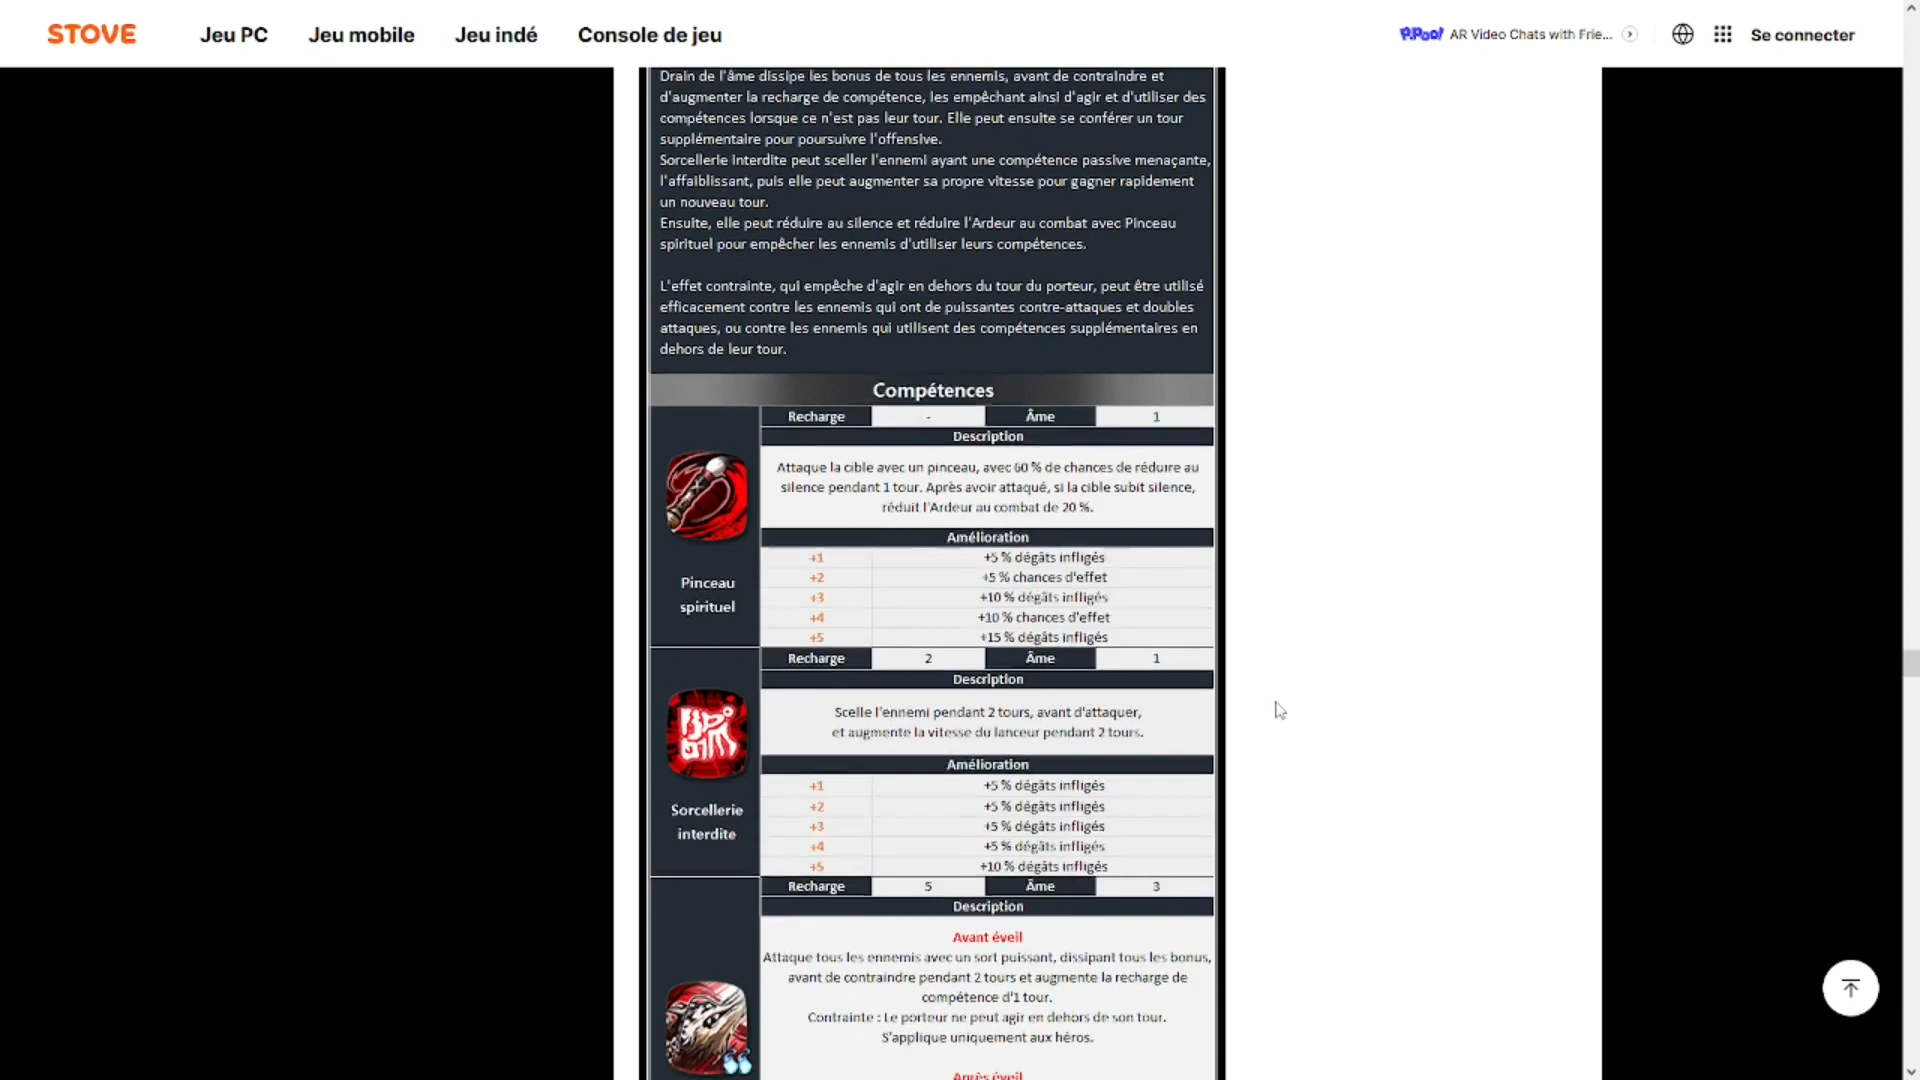 STOVE
Jeu PC
Jeu mobile
Jeu indé
Console de jeu
P.Pool
AR Video Chats with Frie...
Se connecter
Drain de l'âme dissipe les bonus de tous les ennemis, avant de contraindre et
d'augmenter la recharge de compétence, les empêchant ainsi d'agir et d'utiliser des
compétences lorsque ce n'est pas leur tour. Elle peut ensuite se conférer un tour
supplémentaire pour poursuivre l'offensive.
Sorcellerie Interdite peut sceller l'ennemi ayant une compétence passive menaçante,
l'affaiblissant, puis elle peut augmenter sa propre vitesse pour gagner rapidement
un nouveau tour.
Ensuite, elle peut réduire au silence et réduire l'Ardeur au combat avec Pinceau
spirituel pour empêcher les ennemis d'utiliser leurs compétences.
L'effet contrainte, qui empêche d'agir en dehors du tour du porteur, peut être utilisé
efficacement contre les ennemis qui ont de puissantes contre-attaques et doubles
attaques, ou contre les ennemis qui utilisent des compétences supplémentaires en
dehors de leur tour.
Compétences
Recharge - Âme 1
Description
Attaque la cible avec un pinceau, avec 60 % de chances de réduire au
silence pendant 1 tour. Après avoir attaqué, si la cible subit silence,
réduit l'Ardeur au combat de 20 %.
Amélioration
+1 +5 % dégâts infligés
+2 +5 % chances d'effet
+3 +10 % dégâts infligés
+4 +10 % chances d'effet
+5 +15 % dégâts infligés
Pinceau
spirituel
Recharge 2 Âme 1
Description
Scelle l'ennemi pendant 2 tours, avant d'attaquer,
et augmente la vitesse du lanceur pendant 2 tours.
Amélioration
+1 +5 % dégâts infligés
+2 +5 % dégâts infligés
+3 +5 % dégâts infligés
+4 +5 % dégâts infligés
+5 +10 % dégâts infligés
Sorcellerie
interdite
Recharge 5 Âme 3
Description
Avant éveil
Attaque tous les ennemis avec un sort puissant, dissipant tous les bonus,
avant de contraindre pendant 2 tours et augmente la recharge de
compétence d'1 tour.
Contrainte : Le porteur ne peut agir en dehors de son tour.
S'applique uniquement aux héros.
Après éveil